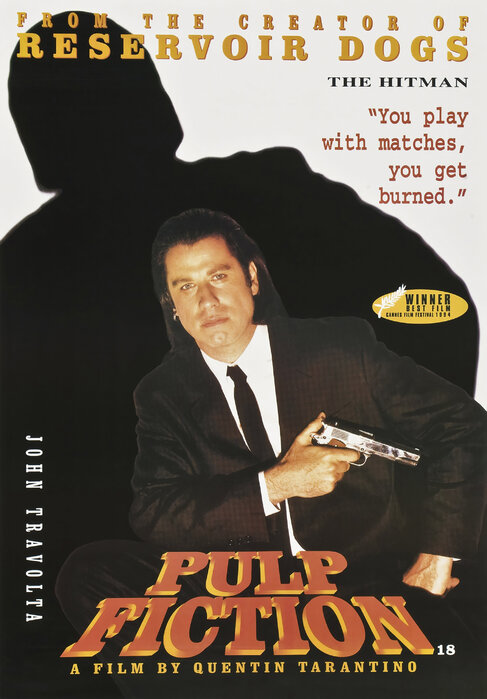 FROM THE CREATOR OF
RESERVOIR DOGS
THE HITMAN
"You play
with matches,
you get
burned."
WINNER
BEST FILM
CANNES FILM FESTIVAL 1994
JOHN TRAVOLTA
PULP
FICTION
18
A FILM BY QUENTIN TARANTINO